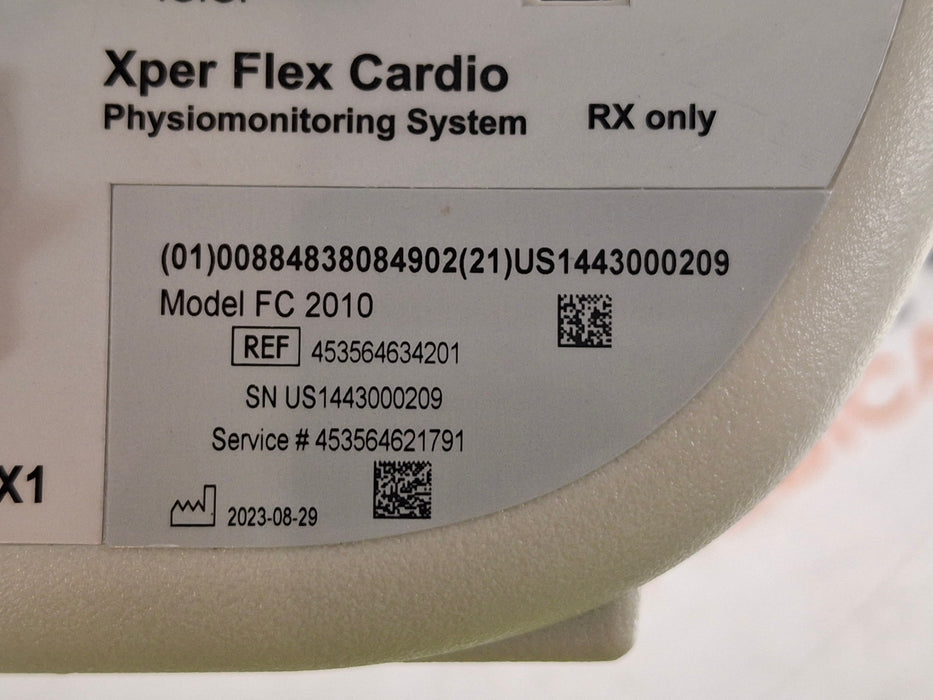 Xper Flex Cardio
Physiomonitoring System RX only
(01)00884838084902(21)US1443000209
Model FC 2010
REF 453564634201
SN US1443000209
Service # 453564621791
X1
2023-08-29